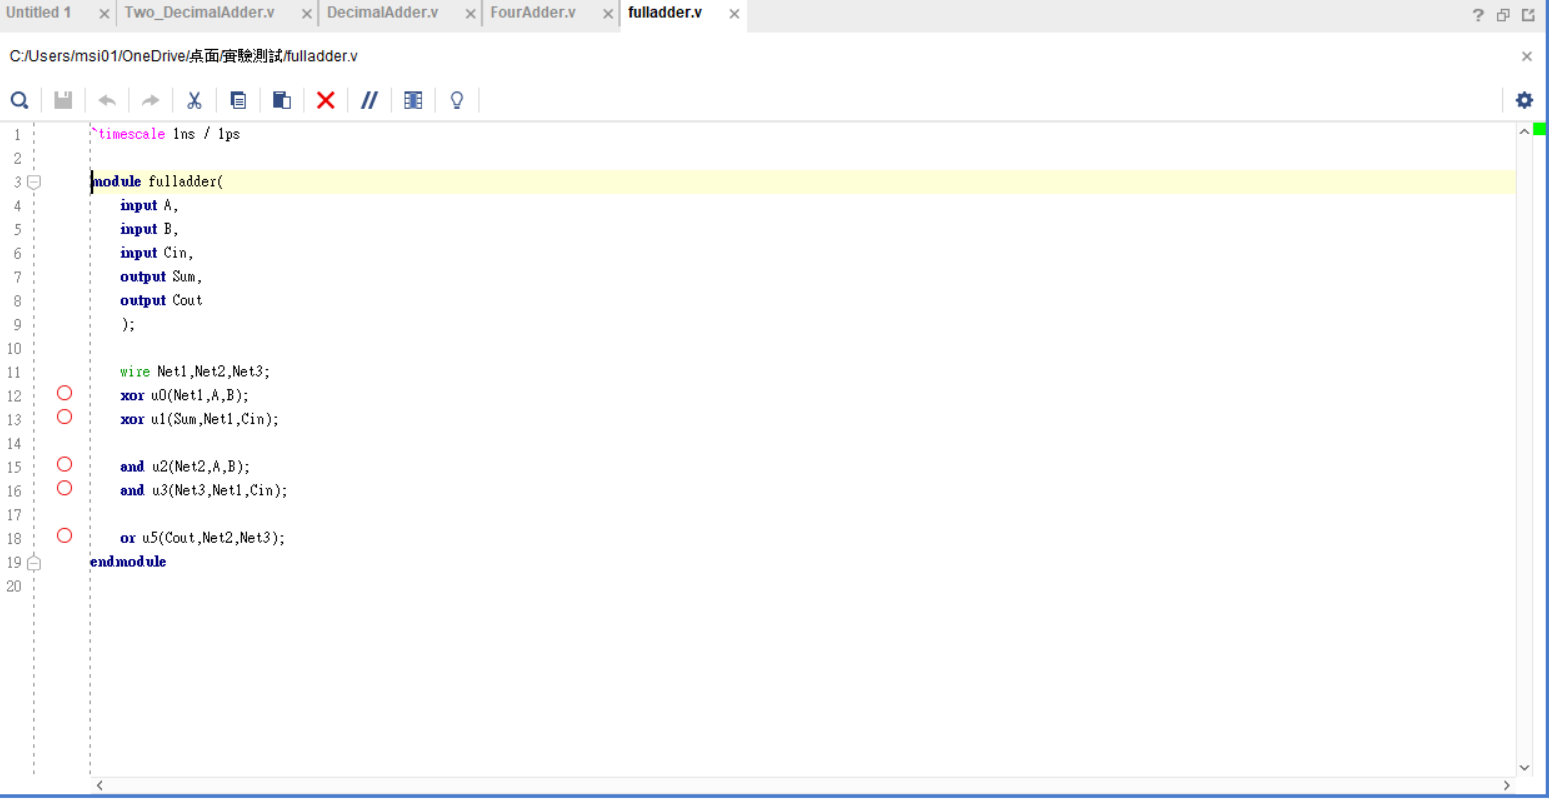 Untitled 1 × Two_DecimalAdder.v × DecimalAdder.v × FourAdder.v × fulladder.v × ?
C:/Users/msi01/OneDrive/桌面/實驗測試/fulladder.v ×
1 `timescale 1ns / 1ps
2
3 module fulladder(
4 input A,
5 input B,
6 input Cin,
7 output Sum,
8 output Cout
9 );
10
11 wire Net1,Net2,Net3;
12 xor u0(Net1,A,B);
13 xor u1(Sum,Net1,Cin);
14
15 and u2(Net2,A,B);
16 and u3(Net3,Net1,Cin);
17
18 or u5(Cout,Net2,Net3);
19 endmodule
20